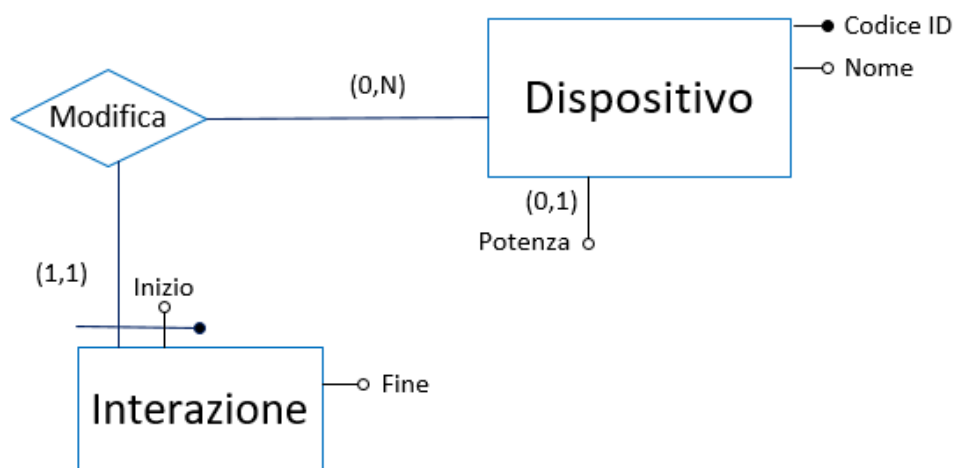 Codice ID
Nome
Dispositivo
(0,N)
Modifica
(0,1)
Potenza
(1,1)
Inizio
Fine
Interazione